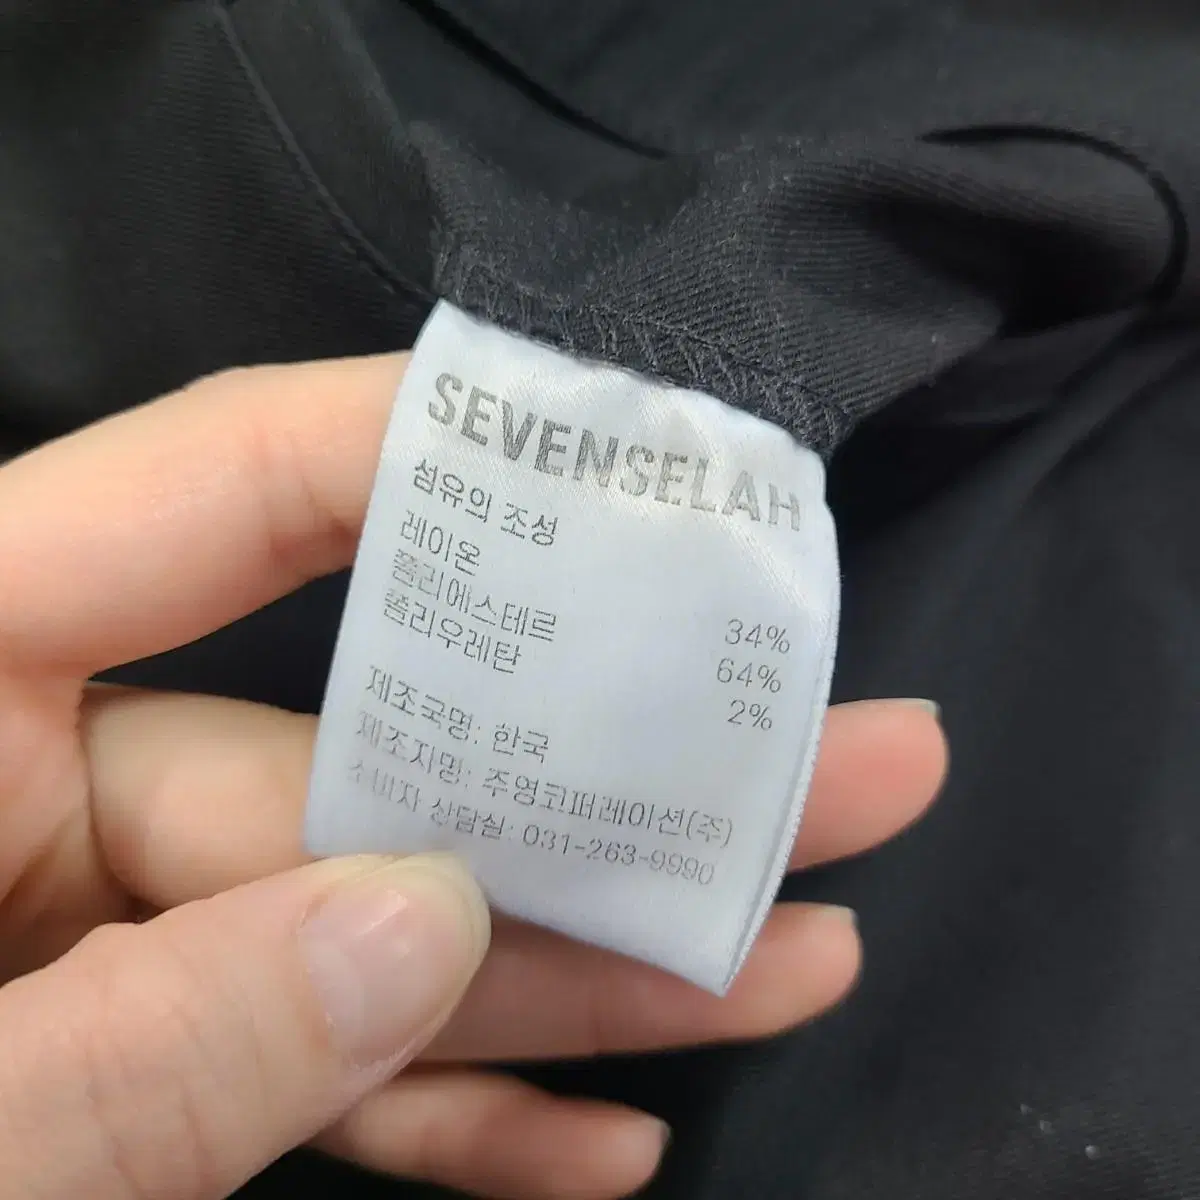 SEVENSELAH
섬유의 조성
레이온 34%
폴리에스테르 64%
폴리우레탄 2%
제조국명: 한국
제조자명: 주영코퍼레이션(주)
소비자 상담실: 031-263-9990